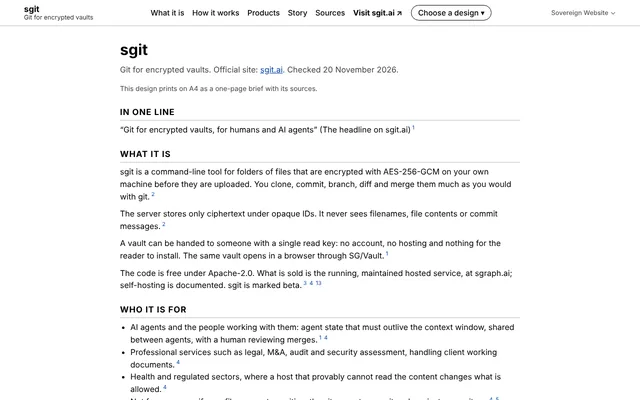 sgit
Git for encrypted vaults
What it is How it works Products Story Sources Visit sgit.ai ↗ Choose a design ▾
Sovereign Website
sgit
Git for encrypted vaults. Official site: sgit.ai. Checked 20 November 2026.
This design prints on A4 as a one-page brief with its sources.
IN ONE LINE
“Git for encrypted vaults, for humans and AI agents” (The headline on sgit.ai) 1
WHAT IT IS
sgit is a command-line tool for folders of files that are encrypted with AES-256-GCM on your own
machine before they are uploaded. You clone, commit, branch, diff and merge them much as you would
with git. 2
The server stores only ciphertext under opaque IDs. It never sees filenames, file contents or commit
messages. 2
A vault can be handed to someone with a single read key: no account, no hosting and nothing for the
reader to install. The same vault opens in a browser through SG/Vault. 1
The code is free under Apache-2.0. What is sold is the running, maintained hosted service, at sgraph.ai;
self-hosting is documented. sgit is marked beta. 3 4 13
WHO IT IS FOR
• AI agents and the people working with them: agent state that must outlive the context window, shared
between agents, with a human reviewing merges. 1 4
• Professional services such as legal, M&A, audit and security assessment, handling client working
documents. 4
• Health and regulated sectors, where a host that provably cannot read the content changes what is
allowed. 4